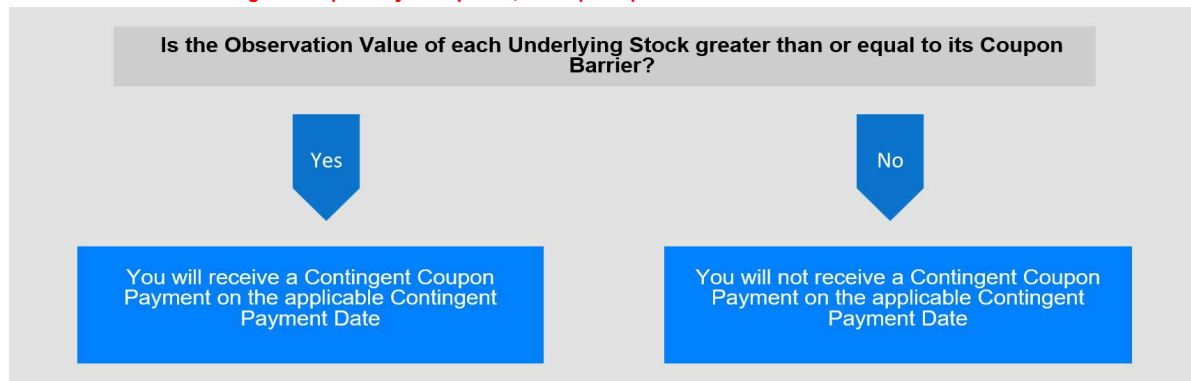 Is the Observation Value of each Underlying Stock greater than or equal to its Coupon
Barrier?
Yes
No
You will receive a Contingent Coupon
Payment on the applicable Contingent
Payment Date
You will not receive a Contingent Coupon
Payment on the applicable Contingent
Payment Date